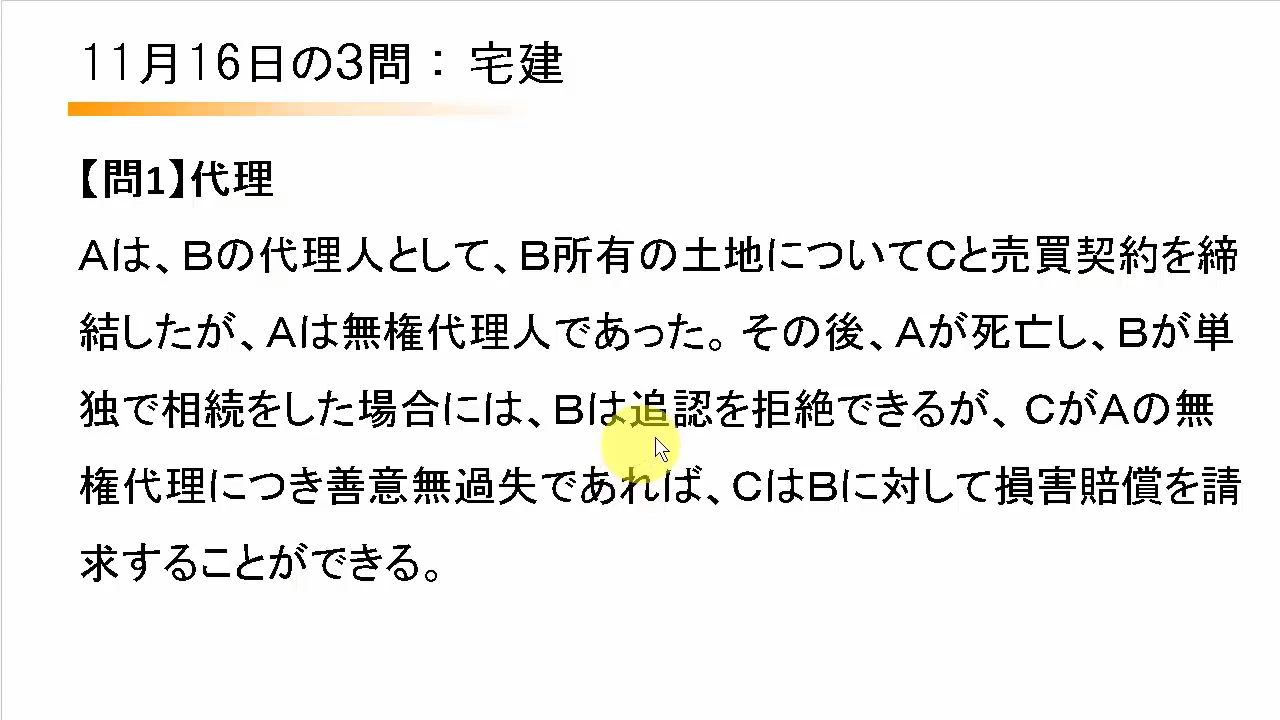 11月16日の3問：宅建
【問1】代理
Ａは、Ｂの代理人として、Ｂ所有の土地についてＣと売買契約を締
結したが、Ａは無権代理人であった。その後、Ａが死亡し、Ｂが単
独で相続をした場合には、Ｂは追認を拒絶できるが、ＣがＡの無
権代理につき善意無過失であれば、ＣはＢに対して損害賠償を請
求することができる。